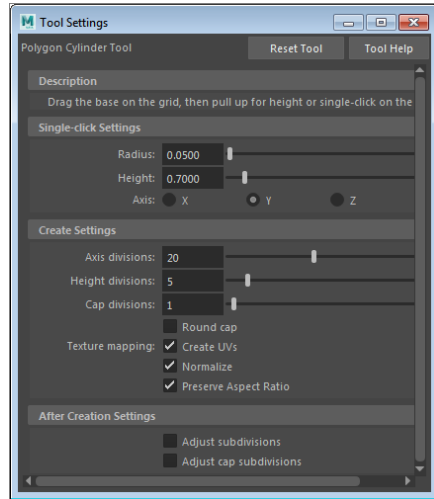 Tool Settings
Polygon Cylinder Tool Reset Tool Tool Help
Description
Drag the base on the grid, then pull up for height or single-click on the
Single-click Settings
Radius: 0.0500
Height: 0.7000
Axis: X Y Z
Create Settings
Axis divisions: 20
Height divisions: 5
Cap divisions: 1
Round cap
Texture mapping: Create UVs
Normalize
Preserve Aspect Ratio
After Creation Settings
Adjust subdivisions
Adjust cap subdivisions